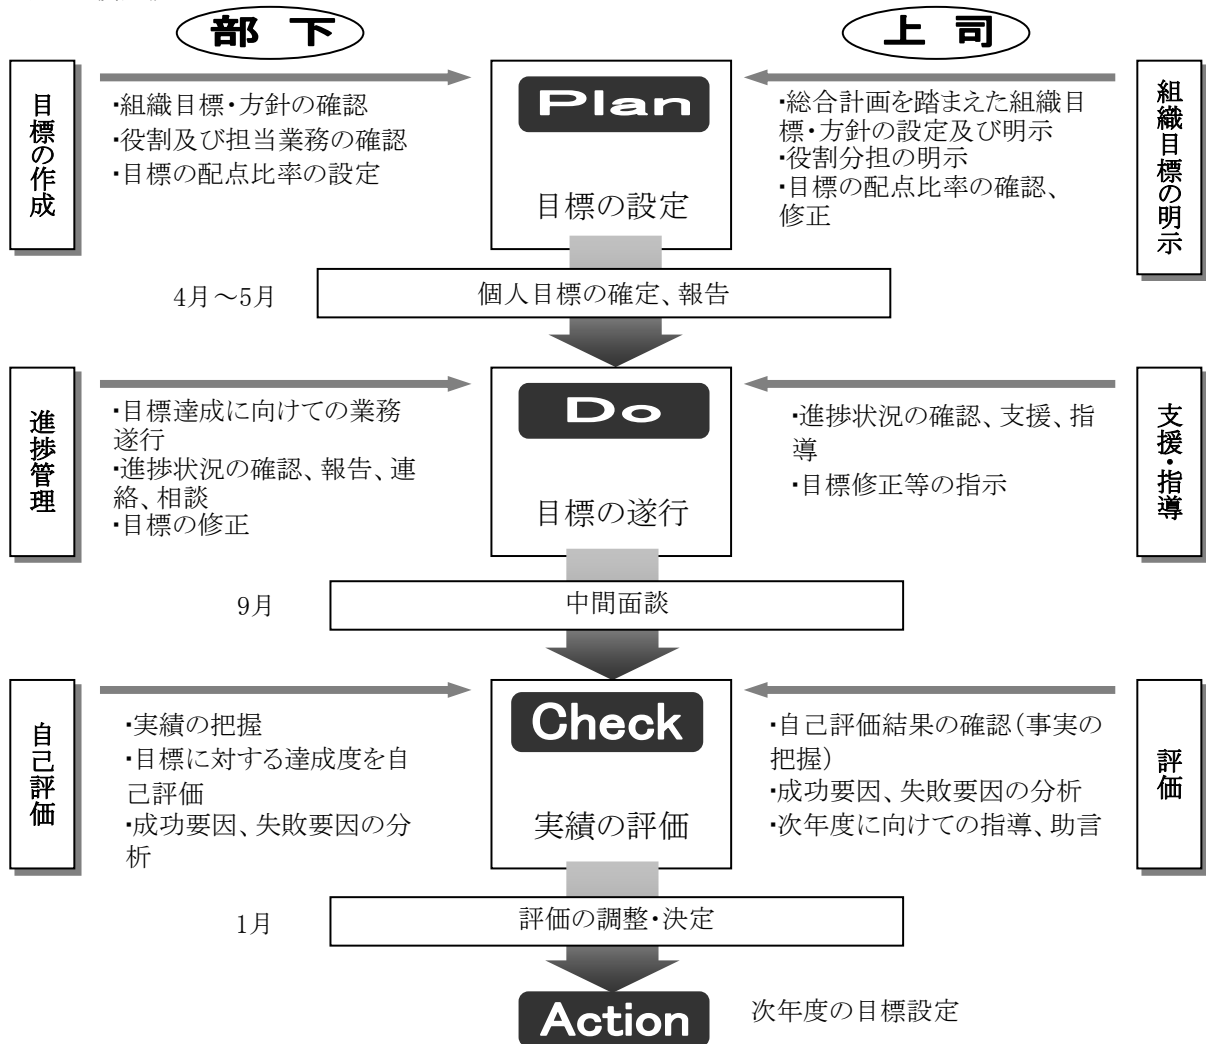 部 下
上 司
目標の作成
・組織目標・方針の確認
・役割及び担当業務の確認
・目標の配点比率の設定
Plan
目標の設定
・総合計画を踏まえた組織目
標・方針の設定及び明示
・役割分担の明示
・目標の配点比率の確認、
修正
組織目標の明示
4月～5月
個人目標の確定、報告
進捗管理
・目標達成に向けての業務
遂行
・進捗状況の確認、報告、連
絡、相談
・目標の修正
Do
目標の遂行
・進捗状況の確認、支援、指
導
・目標修正等の指示
支援・指導
9月
中間面談
自己評価
・実績の把握
・目標に対する達成度を自
己評価
・成功要因、失敗要因の分
析
Check
実績の評価
・自己評価結果の確認（事実の
把握）
・成功要因、失敗要因の分析
・次年度に向けての指導、助言
評価
1月
評価の調整・決定
Action
次年度の目標設定